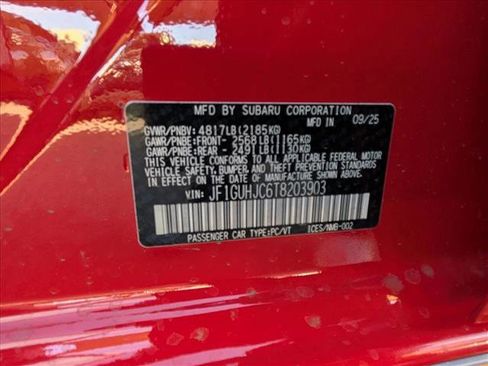 MFD BY SUBARU CORPORATION
09/25
GVWR/PNBV: 4817LB(2185KG)
GAWR/PNBE:FRONT- 2568LB(1165KG)
GAWR/PNBE:REAR - 2491LB(1130KG)
THIS VEHICLE CONFORMS TO ALL APPLICABLE FEDERAL MOTOR
VEHICLE SAFETY, BUMPER, AND THEFT PREVENTION STANDARDS
IN EFFECT ON THE DATE OF MANUFACTURE SHOWN ABOVE.
V.I.N: JF1GUHJC6T8203903
PASSENGER CAR TYPE:PC/VT ICES/NMB-002